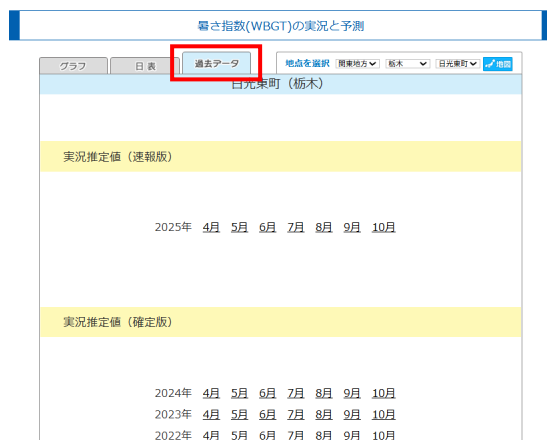 暑さ指数(WBGT)の実況と予測
グラフ 日表 過去データ 地点を選択 関東地方 栃木 日光東町 地図
日光東町（栃木）
実況推定値（速報版）
2025年 4月 5月 6月 7月 8月 9月 10月
実況推定値（確定版）
2024年 4月 5月 6月 7月 8月 9月 10月
2023年 4月 5月 6月 7月 8月 9月 10月
2022年 4月 5月 6月 7月 8月 9月 10月